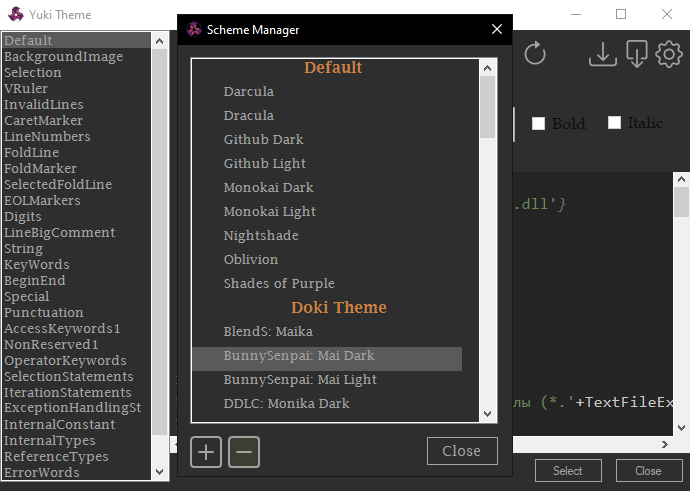 Yuki Theme
Default
BackgroundImage
Selection
VRuler
InvalidLines
CaretMarker
LineNumbers
FoldLine
FoldMarker
SelectedFoldLine
EOLMarkers
Digits
LineBigComment
String
KeyWords
BeginEnd
Special
Punctuation
AccessKeywords1
NonReserved1
OperatorKeywords
SelectionStatements
IterationStatements
ExceptionHandlingSt
InternalConstant
InternalTypes
ReferenceTypes
ErrorWords
Scheme Manager
Default
Darcula
Dracula
Github Dark
Github Light
Monokai Dark
Monokai Light
Nightshade
Oblivion
Shades of Purple
Doki Theme
BlendS: Maika
BunnySenpai: Mai Dark
BunnySenpai: Mai Light
DDLC: Monika Dark
Close
Bold Italic
.dll'}
лы (*.'+TextFileEx
Select Close